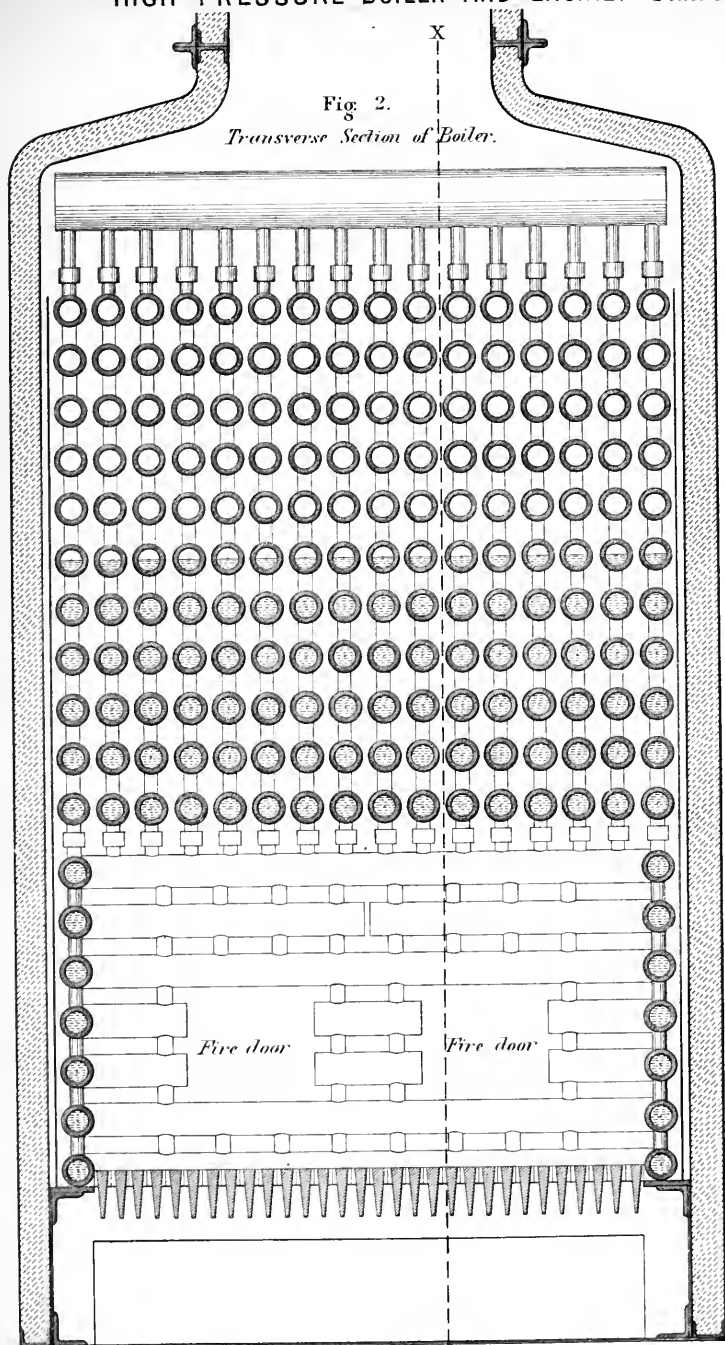 HIGH PRESSURE BOILER AND ENGINE.
X
Fig. 2.
Transverse Section of Boiler.
Fire door
Fire door